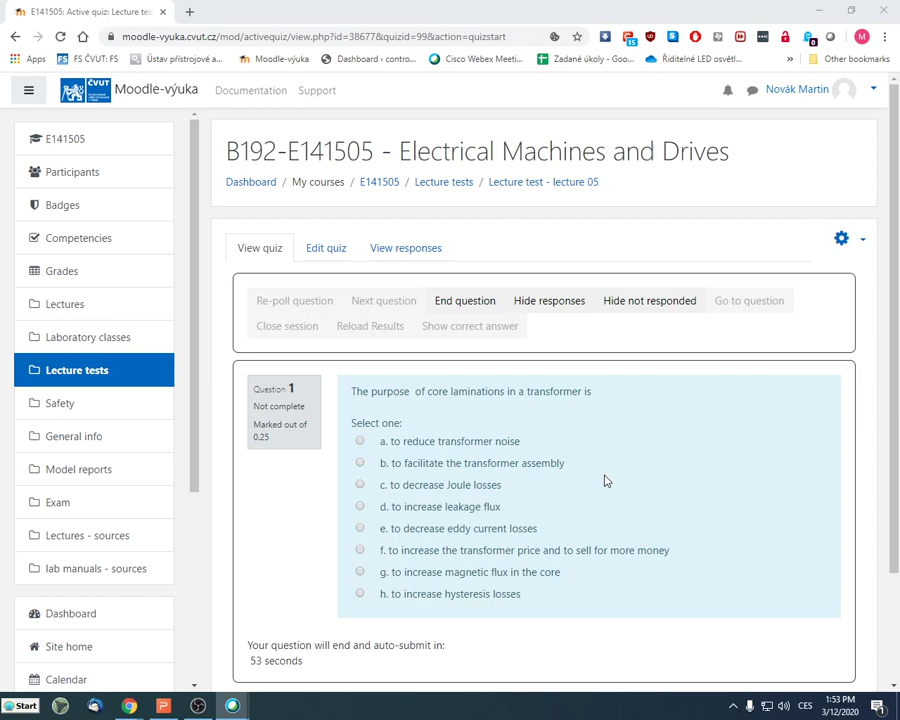 E141505: Active quiz: Lecture tes
moodle-vyuka.cvut.cz/mod/activequiz/view.php?id=38677&quizid=99&action=quizstart
15
0
M
Apps
FS ČVUT: FS
Ústav přístrojové a...
Moodle-výuka
Dashboard ‹ contro...
Cisco Webex Meeti...
Zadané úkoly - Goo...
Řiditelné LED osvětl...
»
Other bookmarks
ČVUT
Moodle-výuka
Documentation
Support
Novák Martin
E141505
Participants
Badges
Competencies
Grades
Lectures
Laboratory classes
Lecture tests
Safety
General info
Model reports
Exam
Lectures - sources
lab manuals - sources
Dashboard
Site home
Calendar
B192-E141505 - Electrical Machines and Drives
Dashboard / My courses / E141505 / Lecture tests / Lecture test - lecture 05
View quiz
Edit quiz
View responses
Re-poll question
Next question
End question
Hide responses
Hide not responded
Go to question
Close session
Reload Results
Show correct answer
Question 1
Not complete
Marked out of
0.25
The purpose of core laminations in a transformer is
Select one:
a. to reduce transformer noise
b. to facilitate the transformer assembly
c. to decrease Joule losses
d. to increase leakage flux
e. to decrease eddy current losses
f. to increase the transformer price and to sell for more money
g. to increase magnetic flux in the core
h. to increase hysteresis losses
Your question will end and auto-submit in:
53 seconds
Start
CES
1:53 PM
3/12/2020